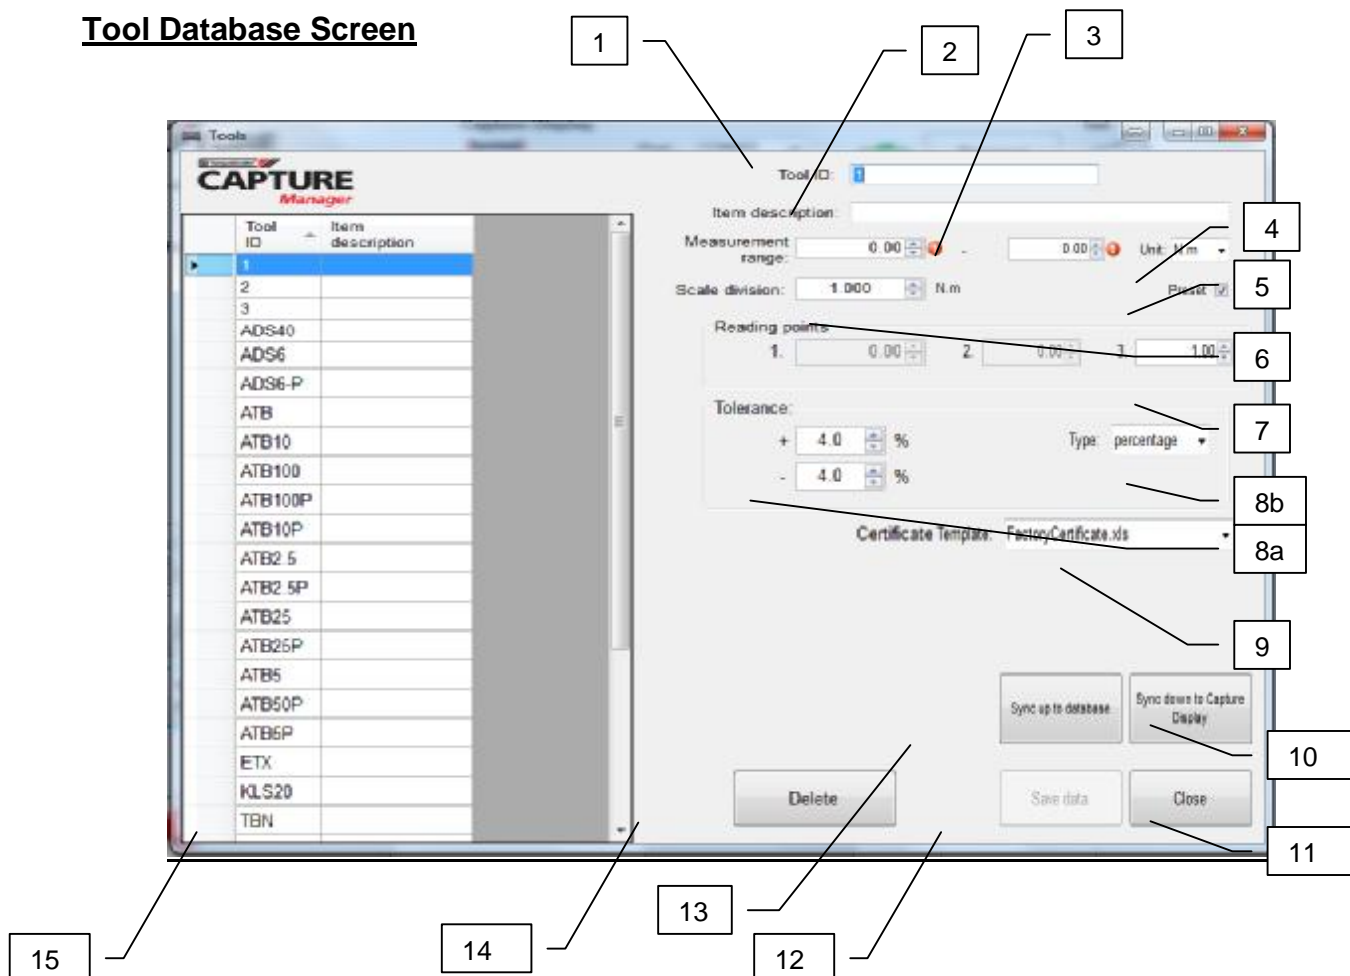 Tool Database Screen
1
2
3
Tools
CAPTURE
Manager
Tool ID: 1
Item description:
Tool ID
Item description
Measurement range: 0.00 - 0.00 Unit: N.m
4
Scale division: 1.000 N.m Preset
5
Reading points
1. 0.00 2. 0.00 3. 1.00
6
Tolerance:
7
+ 4.0 % Type: percentage
- 4.0 %
8b
Certificate Template: FactoryCertificate.xls
8a
9
1
2
3
ADS40
ADS6
ADS6-P
ATB
ATB10
ATB100
ATB100P
ATB10P
ATB2.5
ATB2.5P
ATB25
ATB25P
ATB5
ATB50P
ATB5P
ETX
KLS20
TBN
Sync up to database
Sync down to Capture Display
10
Delete
Save data
Close
11
13
14
12
15